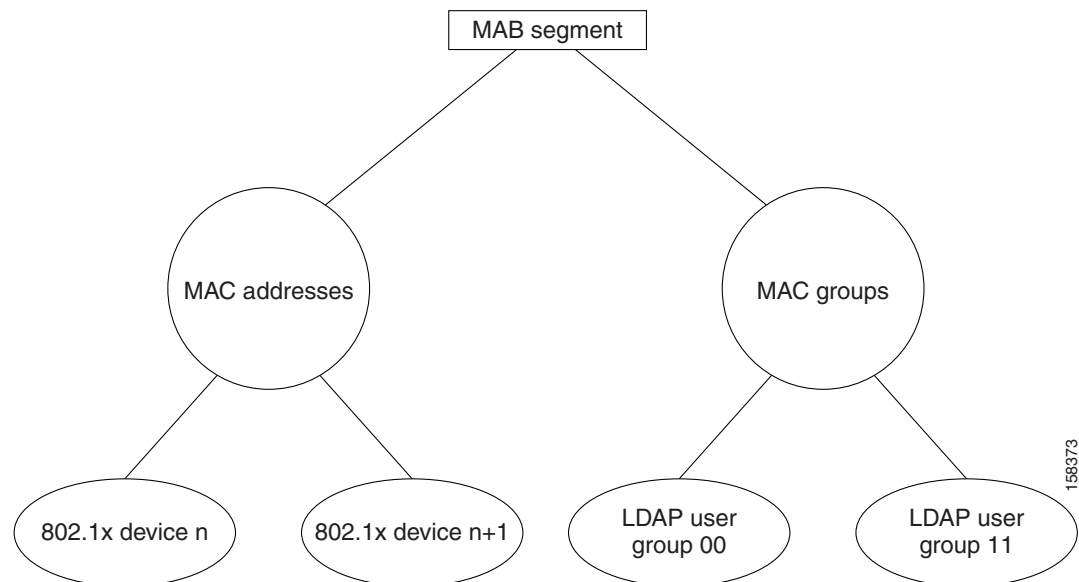 MAB segment
MAC addresses
MAC groups
802.1x device n
802.1x device n+1
LDAP user
group 00
LDAP user
group 11
158373